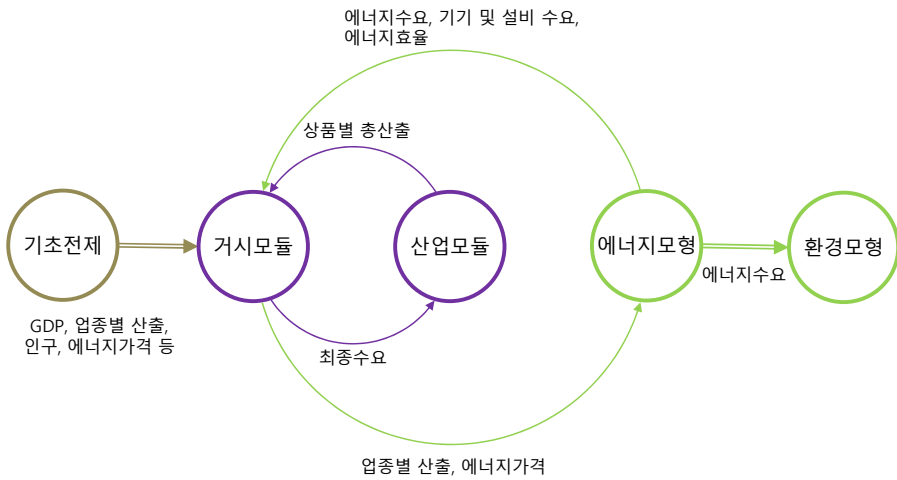 에너지수요, 기기 및 설비 수요,
에너지효율
상품별 총산출
기초전제
거시모듈
산업모듈
에너지모형
환경모형
에너지수요
GDP, 업종별 산출,
인구, 에너지가격 등
최종수요
업종별 산출, 에너지가격